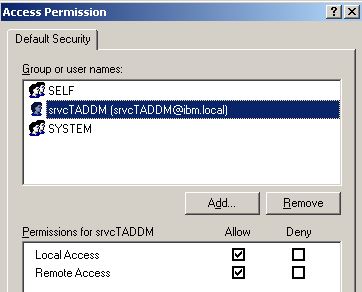 Access Permission
Default Security
Group or user names:
SELF
srvcTADDM (srvcTADDM@ibm.local)
SYSTEM
Add... Remove
Permissions for srvcTADDM Allow Deny
Local Access
Remote Access